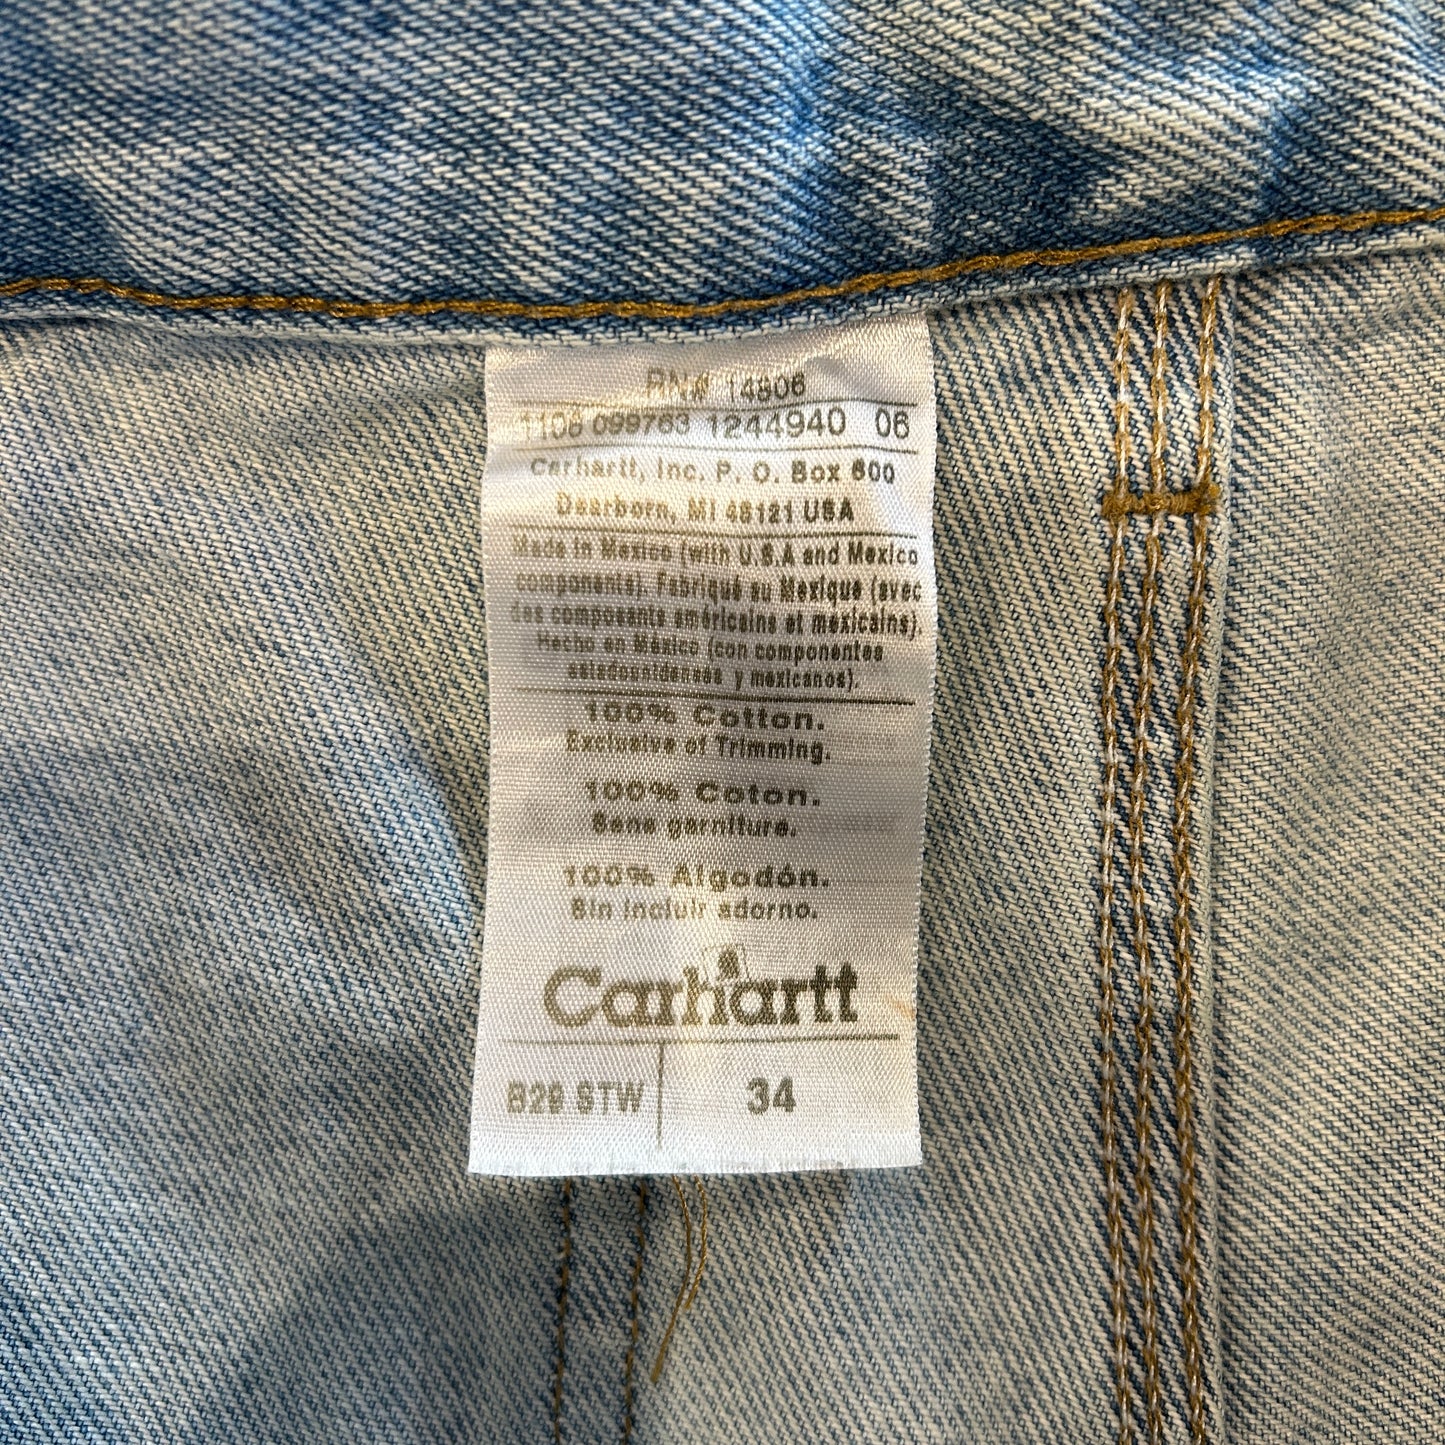 RN# 14806
1106 099763 1244940 06
Carhartt, Inc. P. O. Box 600
Dearborn, MI 48121 USA
Made in Mexico (with U.S.A and Mexico
components). Fabriqué au Mexique (avec
des composants américains et mexicains).
Hecho en México (con componentes
estadounidenses y mexicanos).
100% Cotton.
Exclusive of Trimming.
100% Coton.
Sans garniture.
100% Algodón.
Sin incluir adorno.
Carhartt
B29 STW 34